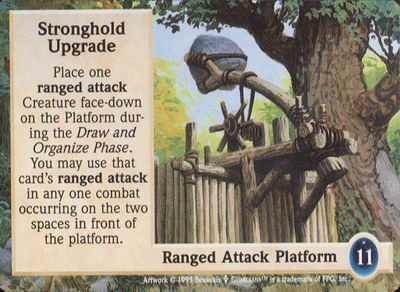 Stronghold
Upgrade
Place one
ranged attack
Creature face-down
on the Platform dur-
ing the Draw and
Organize Phase.
You may use that
card's ranged attack
in any one combat
occurring on the two
spaces in front of
the platform.
Ranged Attack Platform 11
Artwork © 1995 Beauvais Guardians™ is a trademark of FPG, Inc.